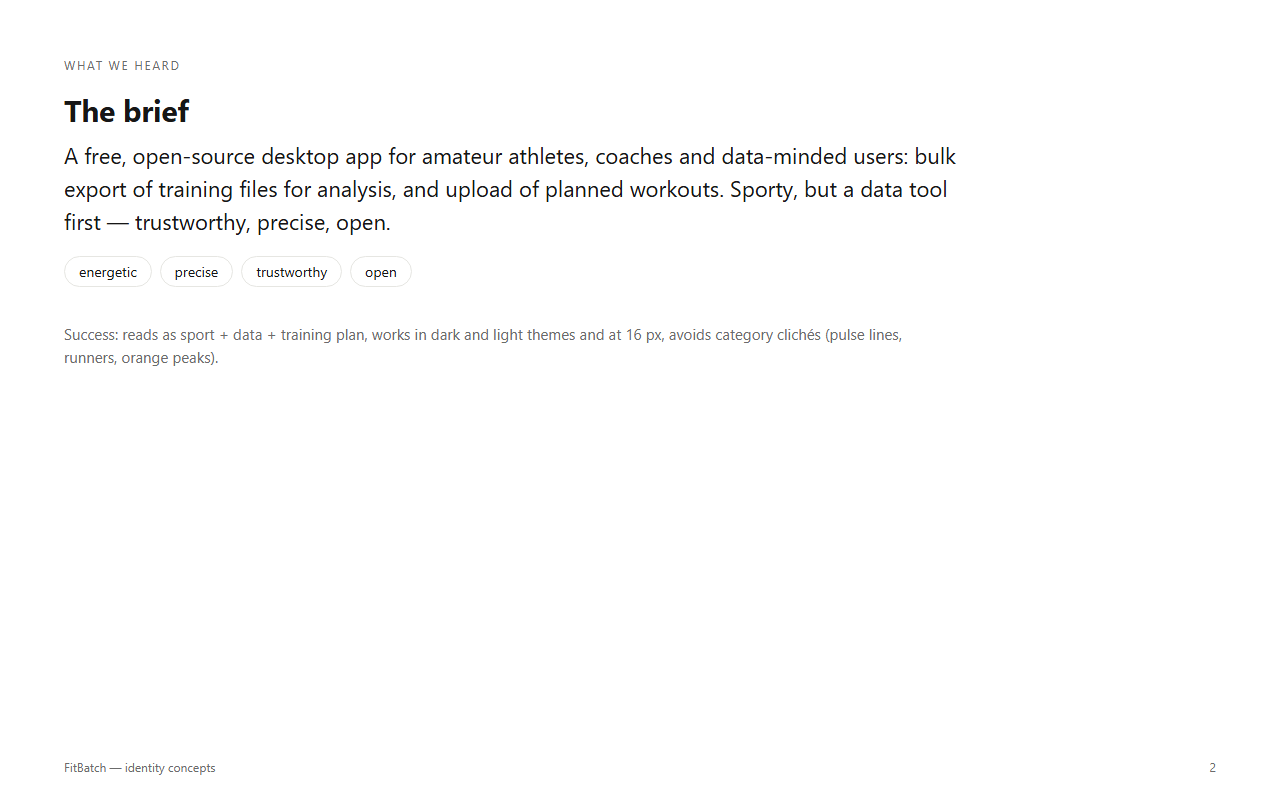 WHAT WE HEARD
The brief
A free, open-source desktop app for amateur athletes, coaches and data-minded users: bulk
export of training files for analysis, and upload of planned workouts. Sporty, but a data tool
first — trustworthy, precise, open.
energetic precise trustworthy open
Success: reads as sport + data + training plan, works in dark and light themes and at 16 px, avoids category clichés (pulse lines,
runners, orange peaks).
FitBatch — identity concepts 2